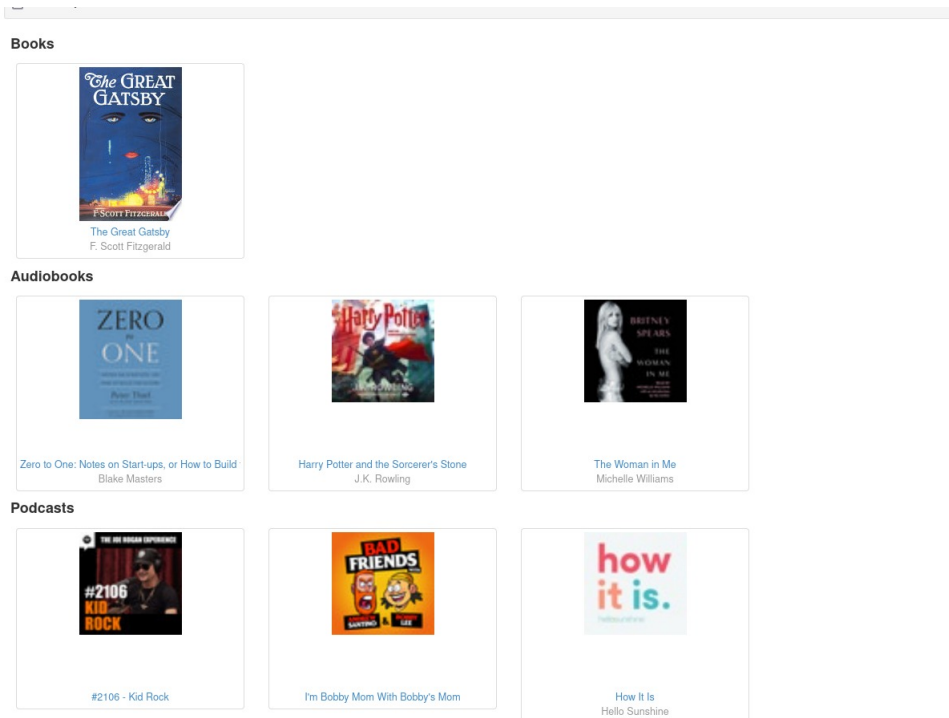 Books
The GREAT
GATSBY
F. SCOTT FITZGERALD
The Great Gatsby
F. Scott Fitzgerald
Audiobooks
ZERO
TO
ONE
Peter Thiel
Zero to One: Notes on Start-ups, or How to Build
Blake Masters
Harry Potter
J.K. ROWLING
Harry Potter and the Sorcerer's Stone
J.K. Rowling
BRITNEY
SPEARS
THE
WOMAN
IN ME
The Woman in Me
Michelle Williams
Podcasts
THE JOE ROGAN EXPERIENCE
#2106
KID
ROCK
#2106 - Kid Rock
BAD
FRIENDS
ANDREW
SANTINO & BOBBY
LEE
I'm Bobby Mom With Bobby's Mom
how
it is.
hellosunshine
How It Is
Hello Sunshine